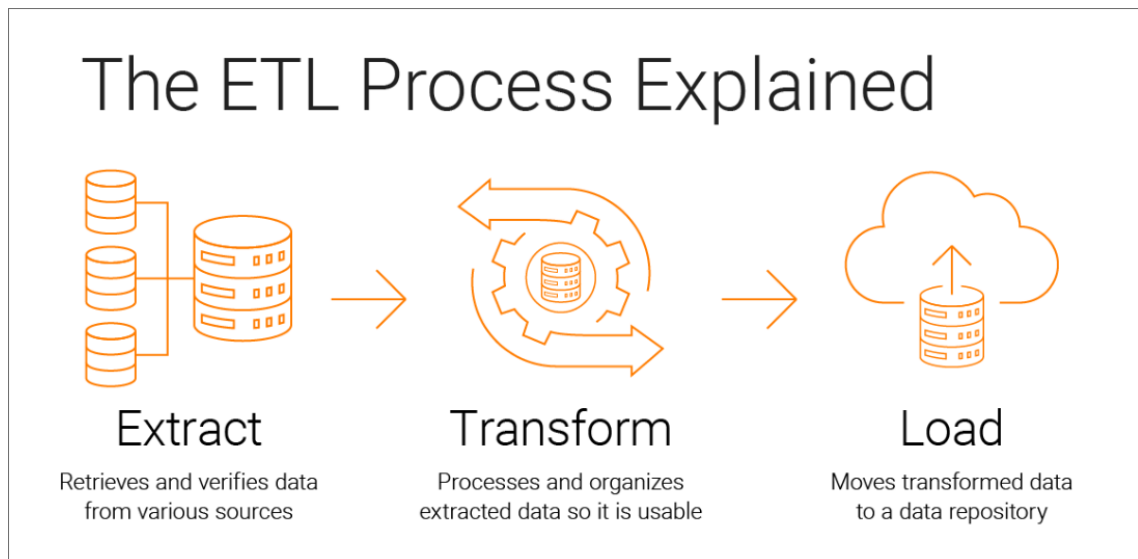 The ETL Process Explained
Extract
Retrieves and verifies data
from various sources
Transform
Processes and organizes
extracted data so it is usable
Load
Moves transformed data
to a data repository